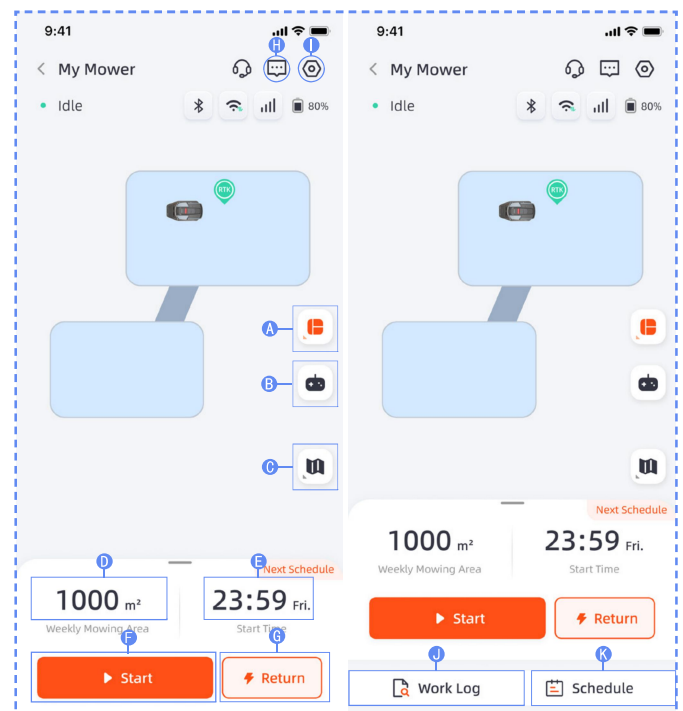 9:41
H
I
My Mower
Idle
80%
RTK
A
B
C
D
E
Next Schedule
1000 m²
23:59 Fri.
Weekly Mowing Area
Start Time
F
G
Start
Return
9:41
My Mower
Idle
80%
RTK
Next Schedule
1000 m²
23:59 Fri.
Weekly Mowing Area
Start Time
Start
Return
J
K
Work Log
Schedule